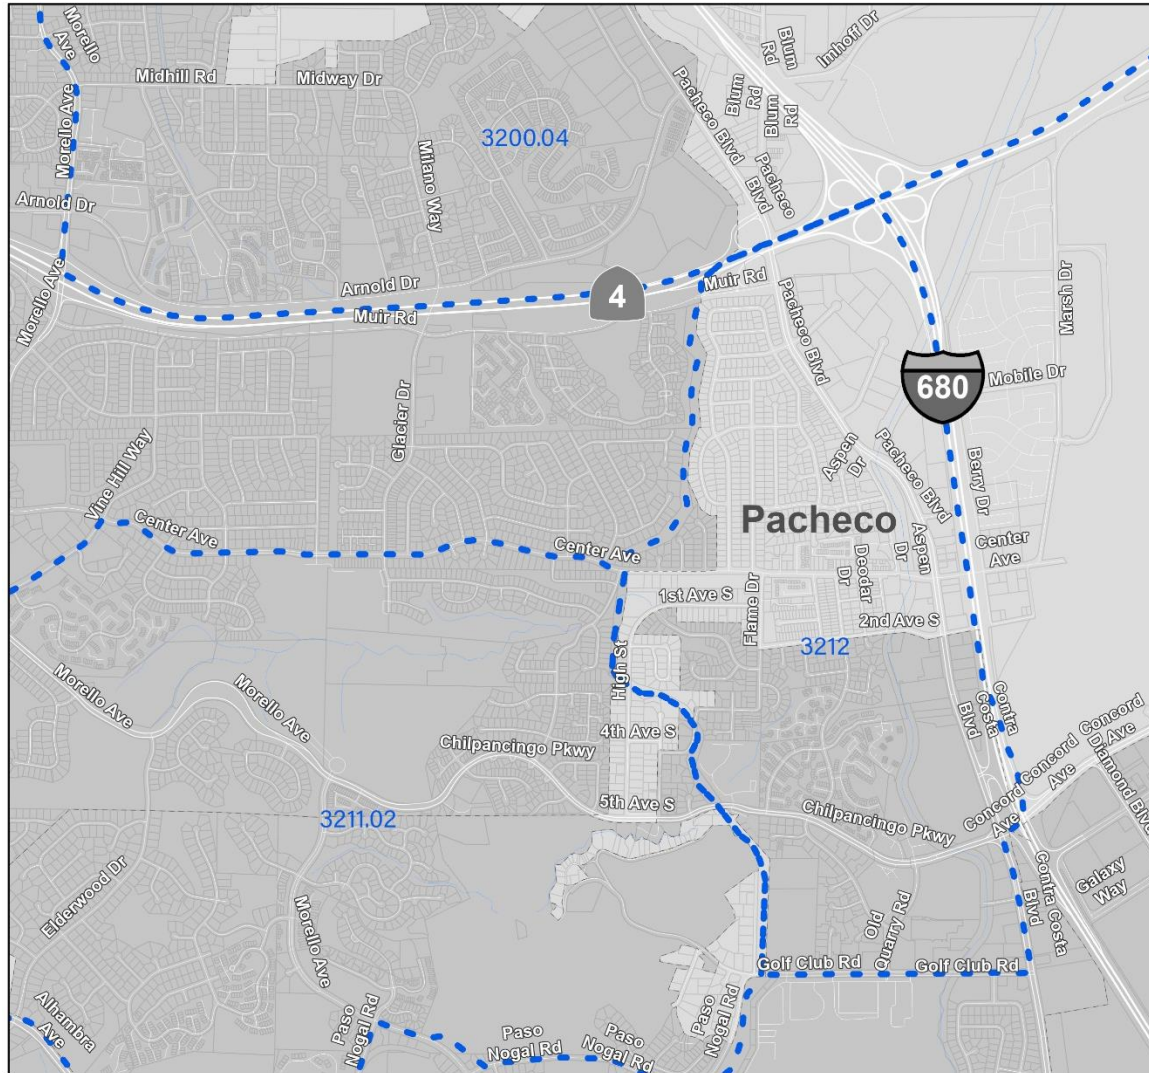 Morello
Ave
Midhill Rd
Midway Dr
Morello Ave
Arnold Dr
Milano Way
3200.04
Pacheco Blvd
Blum
Rd
Blum
Rd
Blum
Rd
Imhoff Dr
Pacheco
Blvd
Morello Ave
Arnold Dr
Muir Rd
4
Muir Rd
Pacheco Blvd
Marsh Dr
680
Mobile Dr
Glacier Dr
Vine Hill Way
Center Ave
Center Ave
Aspen
Dr
Pacheco Blvd
Berry Dr
Pacheco
Aspen
Dr
Deodar
Dr
Center
Ave
1st Ave S
Flame Dr
2nd Ave S
3212
High St
Morello Ave
Morello Ave
Chilpancingo Pkwy
4th Ave S
5th Ave S
Contra
Costa
Blvd
Concord
Ave
Concord
Ave
Concord
Ave
Diamond Blvd
Chilpancingo Pkwy
3211.02
Elderwood Dr
Morello Ave
Galaxy
Way
Contra Costa
Blvd
Old
Quarry Rd
Golf Club Rd
Golf Club Rd
Alhambra
Ave
Paso
Nogal Rd
Paso
Nogal Rd
Paso
Nogal Rd
Paso
Nogal Rd